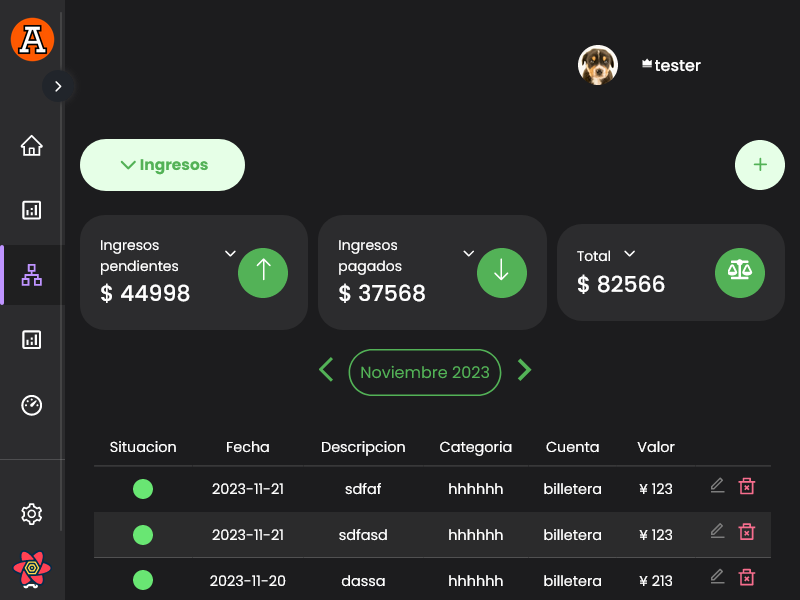 A
tester
Ingresos
+
Ingresos
pendientes
$ 44998
Ingresos
pagados
$ 37568
Total
$ 82566
Noviembre 2023
Situacion Fecha Descripcion Categoria Cuenta Valor
2023-11-21 sdfaf hhhhhh billetera ¥ 123
2023-11-21 sdfasd hhhhhh billetera ¥ 123
2023-11-20 dassa hhhhhh billetera ¥ 213